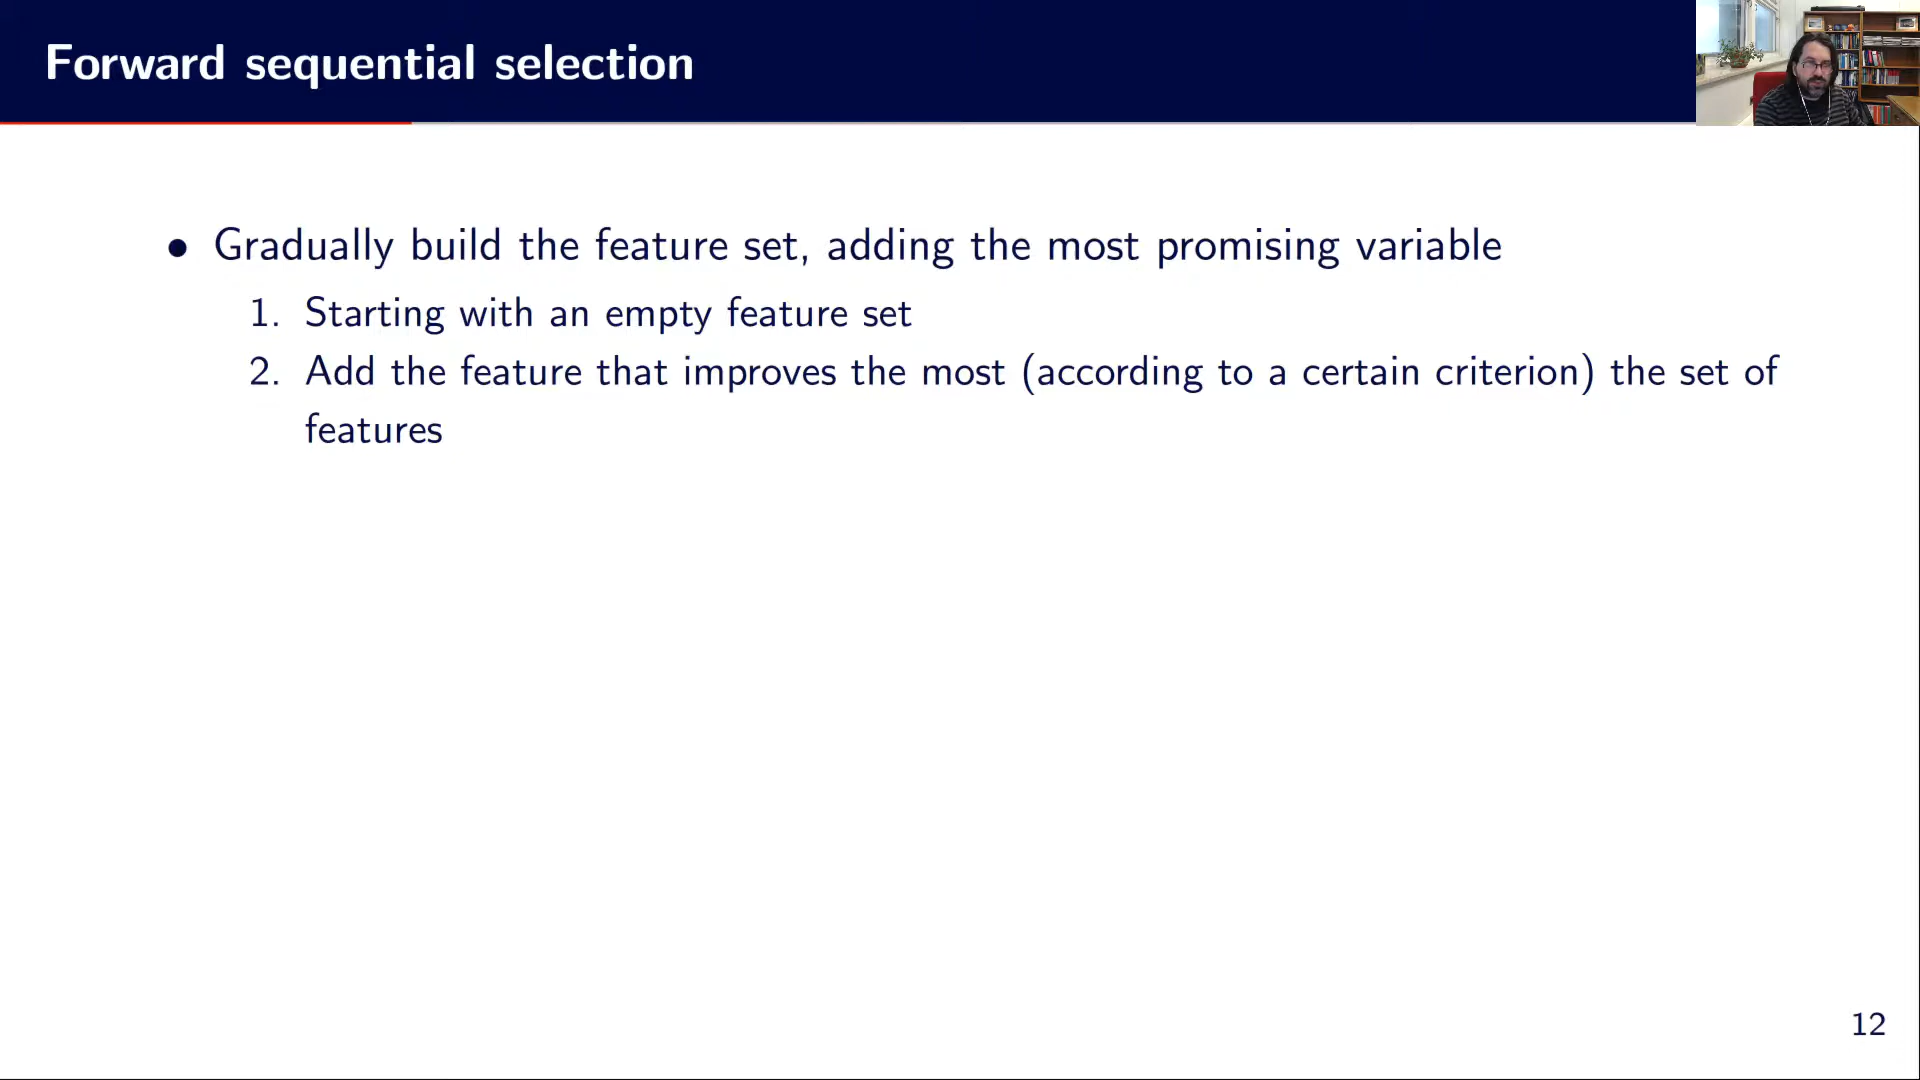 Forward sequential selection
• Gradually build the feature set, adding the most promising variable
1. Starting with an empty feature set
2. Add the feature that improves the most (according to a certain criterion) the set of
features
12